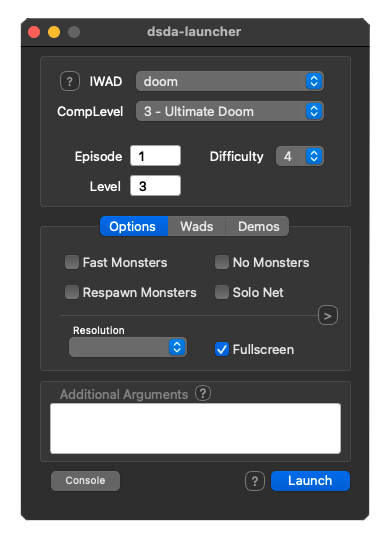 dsda-launcher
? IWAD doom
CompLevel 3 - Ultimate Doom
Episode 1 Difficulty 4
Level 3
Options Wads Demos
Fast Monsters No Monsters
Respawn Monsters Solo Net
>
Resolution
Fullscreen
Additional Arguments ?
Console ? Launch